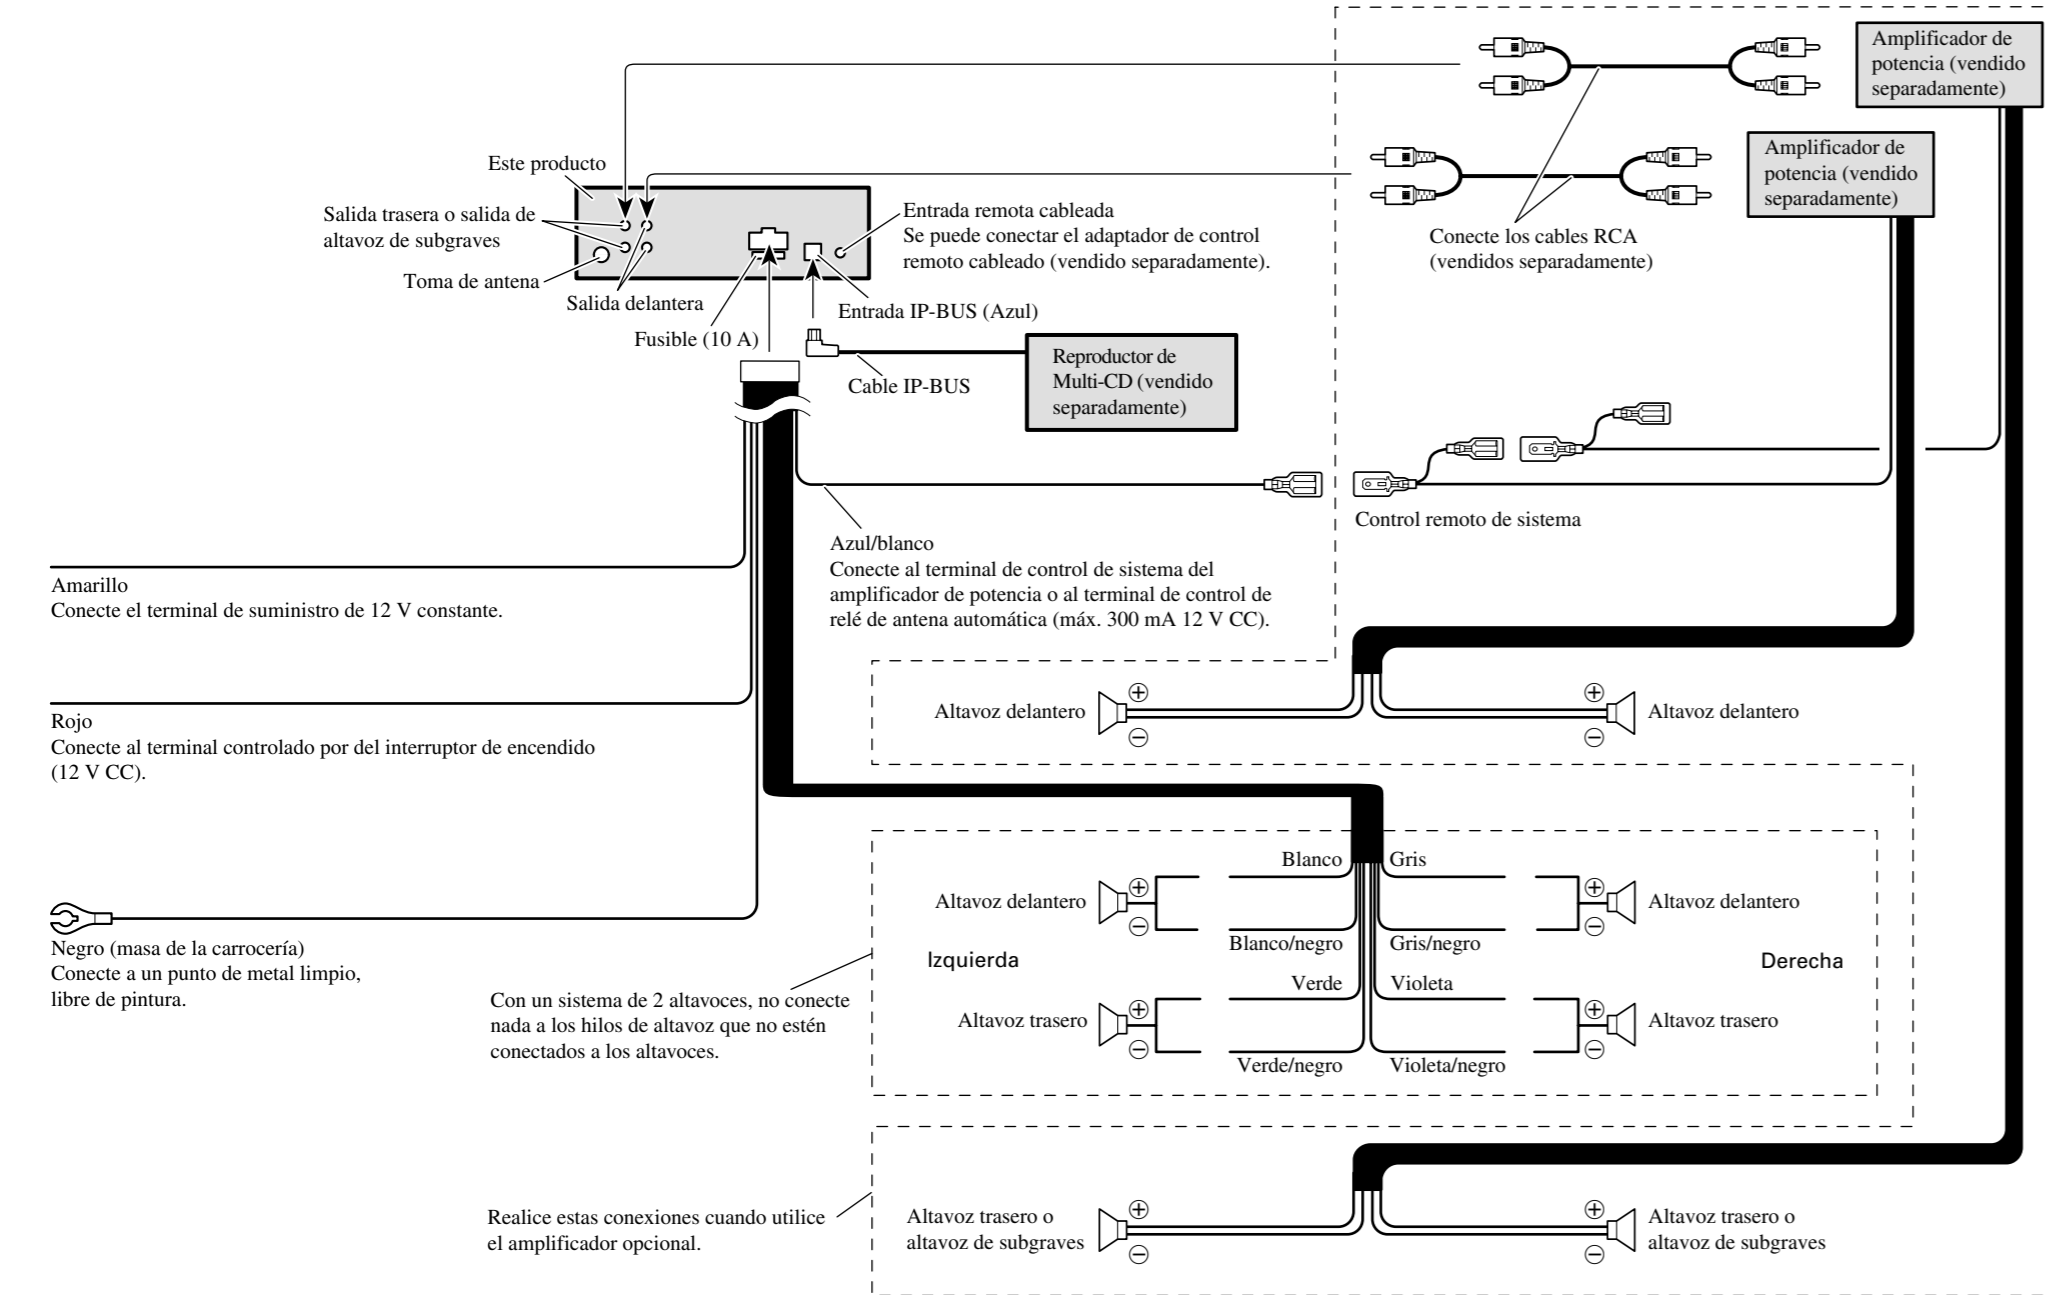 Amplificador de
potencia (vendido
separadamente)
Amplificador de
potencia (vendido
separadamente)
Este producto
Salida trasera o salida de
altavoz de subgraves
Toma de antena
Salida delantera
Fusible (10 A)
Entrada remota cableada
Se puede conectar el adaptador de control
remoto cableado (vendido separadamente).
Entrada IP-BUS (Azul)
Conecte los cables RCA
(vendidos separadamente)
Cable IP-BUS
Reproductor de
Multi-CD (vendido
separadamente)
Control remoto de sistema
Azul/blanco
Conecte al terminal de control de sistema del
amplificador de potencia o al terminal de control de
relé de antena automática (máx. 300 mA 12 V CC).
Amarillo
Conecte el terminal de suministro de 12 V constante.
Rojo
Conecte al terminal controlado por del interruptor de encendido
(12 V CC).
Negro (masa de la carrocería)
Conecte a un punto de metal limpio,
libre de pintura.
Altavoz delantero
+
−
+
−
Altavoz delantero
Blanco
Gris
Altavoz delantero
+
−
+
−
Altavoz delantero
Blanco/negro
Gris/negro
Izquierda
Derecha
Verde
Violeta
Altavoz trasero
+
−
+
−
Altavoz trasero
Verde/negro
Violeta/negro
Con un sistema de 2 altavoces, no conecte
nada a los hilos de altavoz que no estén
conectados a los altavoces.
Realice estas conexiones cuando utilice
el amplificador opcional.
Altavoz trasero o
altavoz de subgraves
+
−
+
−
Altavoz trasero o
altavoz de subgraves